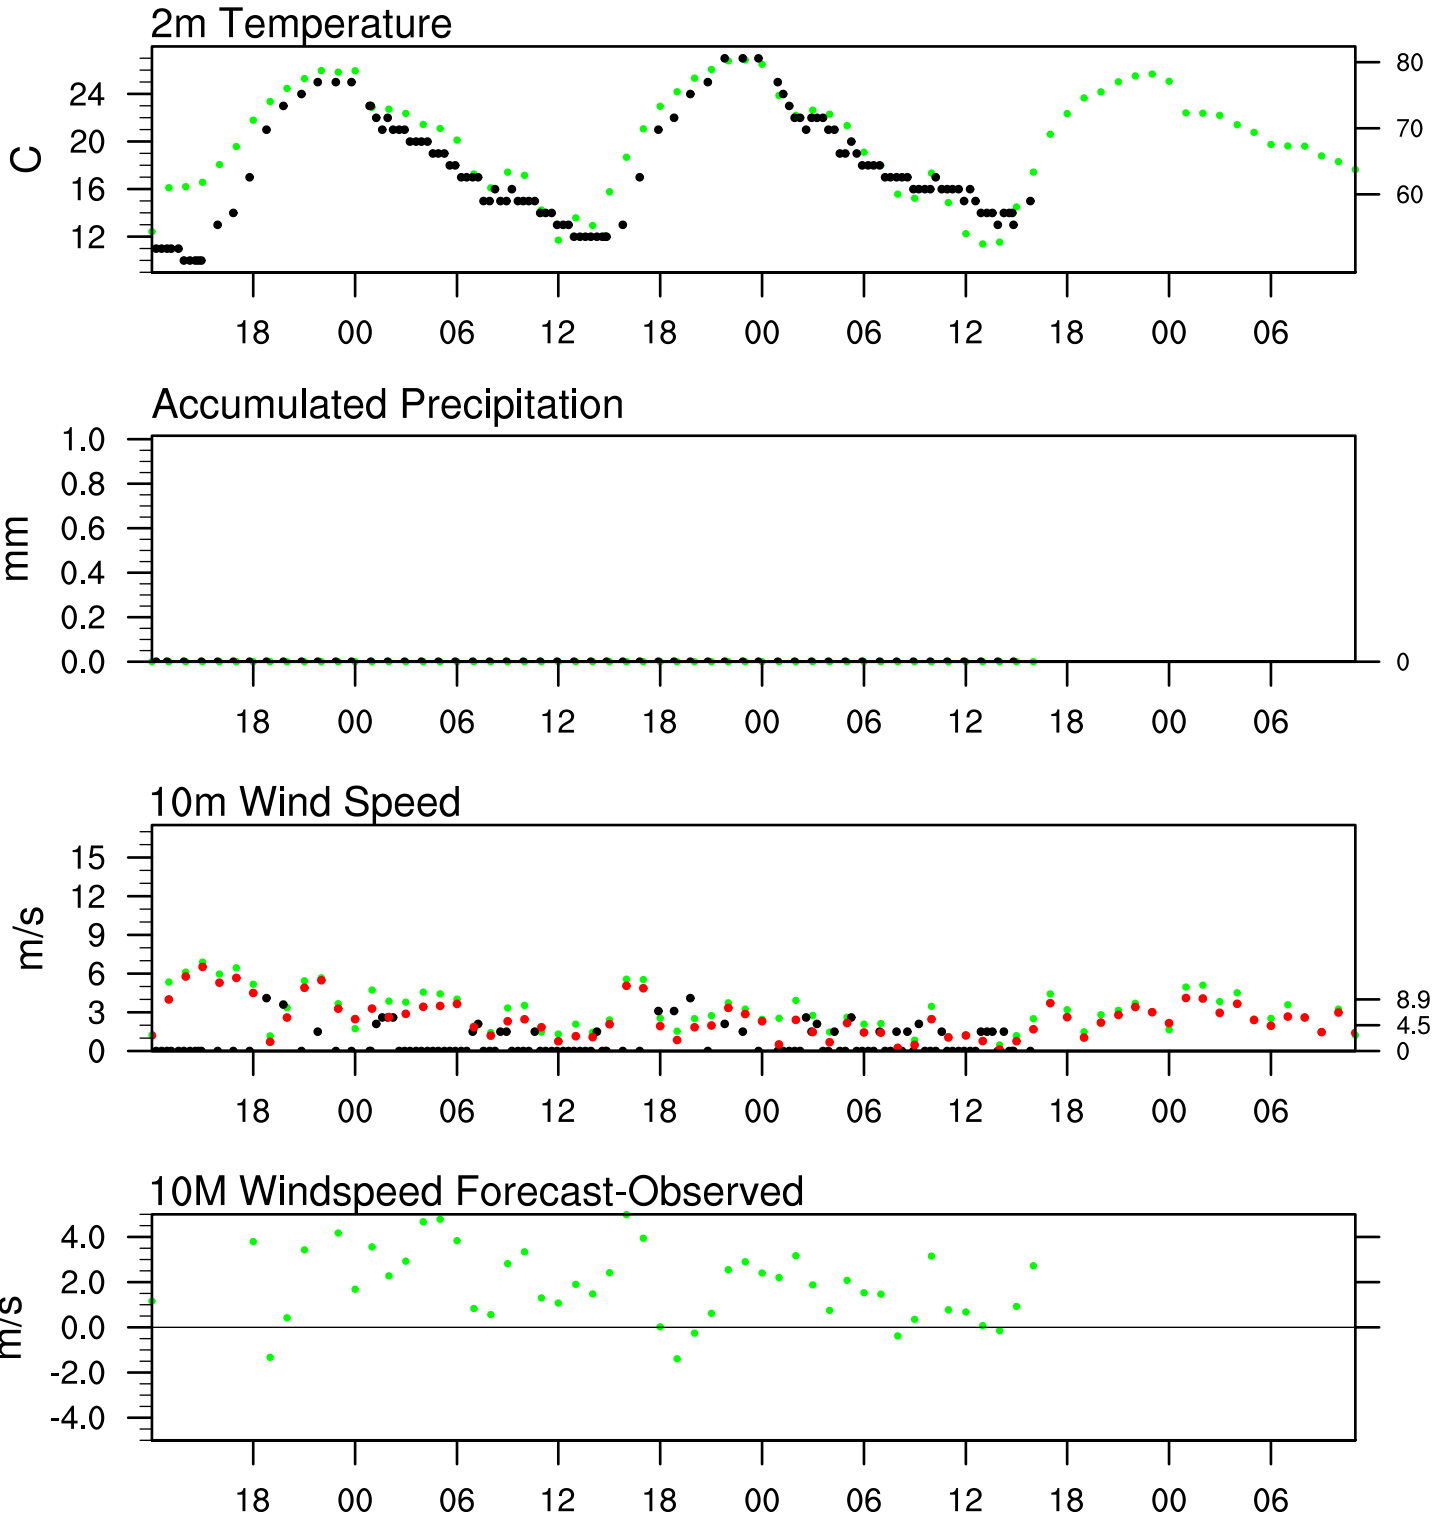 2m Temperature
C
24
20
16
12
80
70
60
18 00 06 12 18 00 06 12 18 00 06
Accumulated Precipitation
mm
1.0
0.8
0.6
0.4
0.2
0.0
0
18 00 06 12 18 00 06 12 18 00 06
10m Wind Speed
m/s
15
12
9
6
3
0
8.9
4.5
0
18 00 06 12 18 00 06 12 18 00 06
10M Windspeed Forecast-Observed
m/s
4.0
2.0
0.0
-2.0
-4.0
18 00 06 12 18 00 06 12 18 00 06